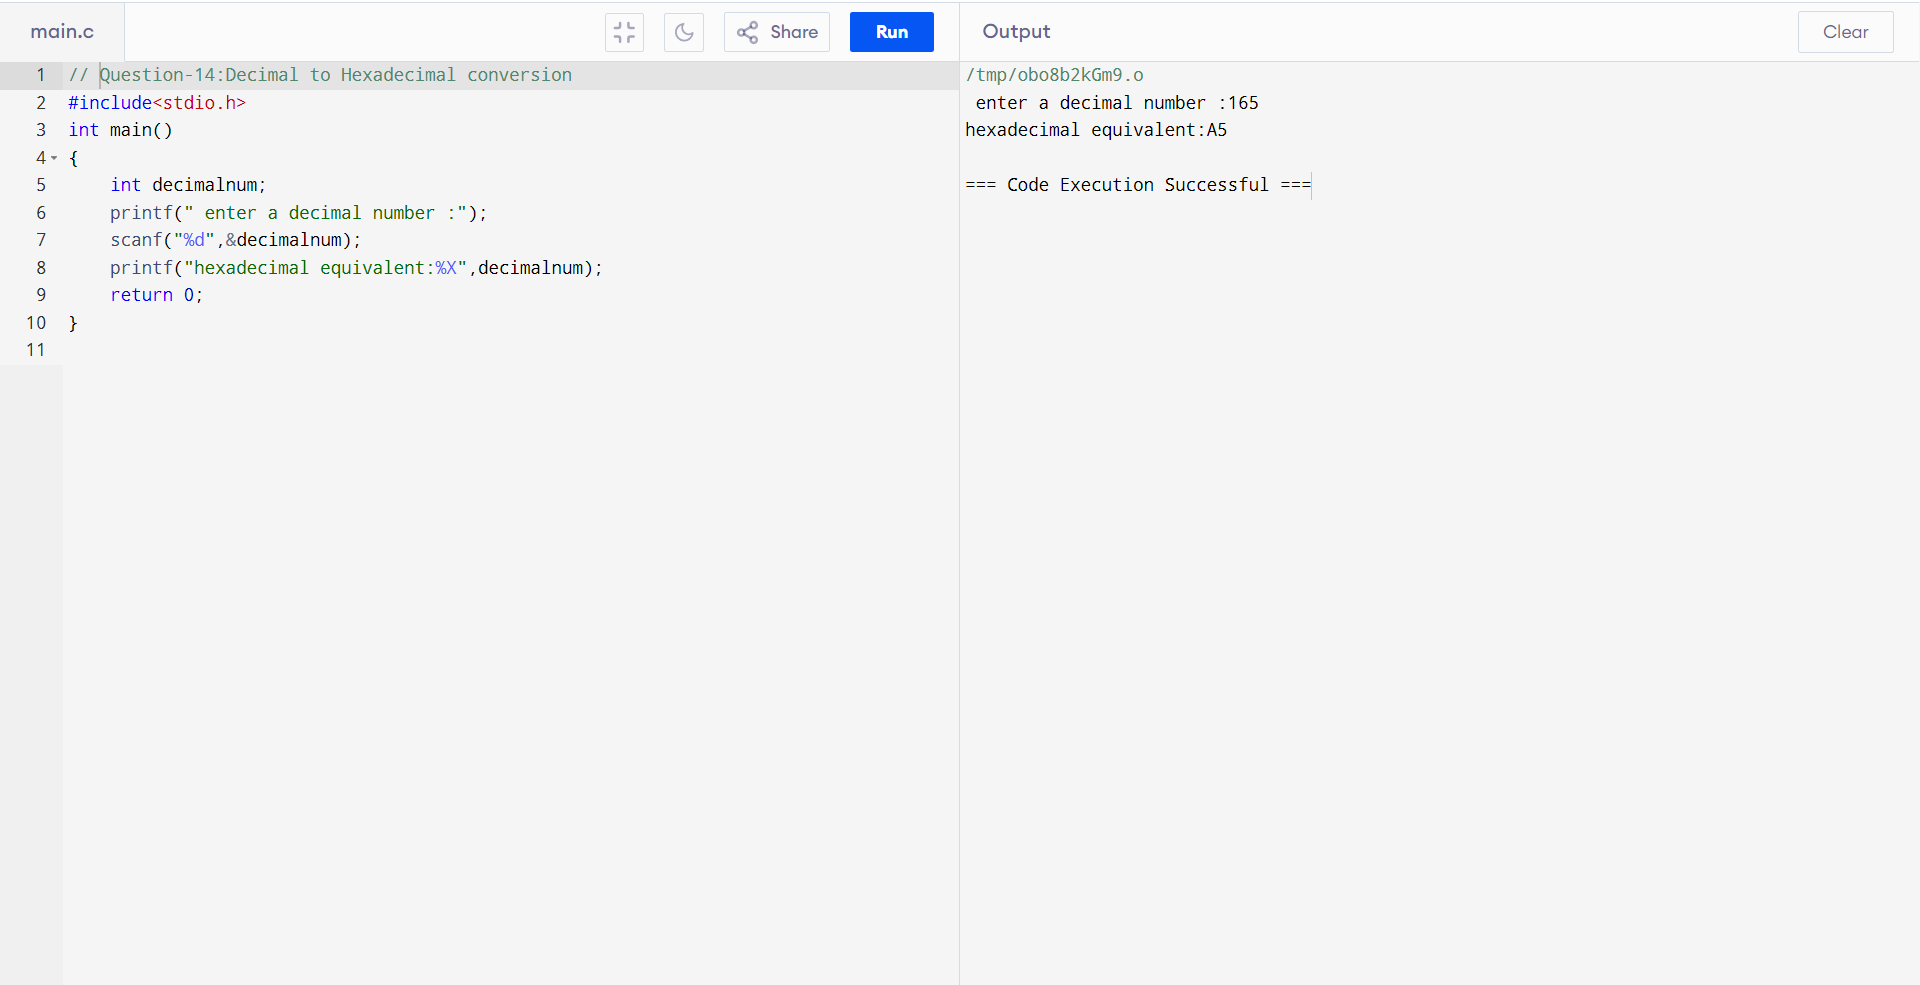 main.c
Share
Run
Output
Clear
1 // Question-14:Decimal to Hexadecimal conversion
2 #include<stdio.h>
3 int main()
4 {
5     int decimalnum;
6     printf(" enter a decimal number :");
7     scanf("%d",&decimalnum);
8     printf("hexadecimal equivalent:%X",decimalnum);
9     return 0;
10 }
11
/tmp/obo8b2kGm9.o
 enter a decimal number :165
hexadecimal equivalent:A5
=== Code Execution Successful ===